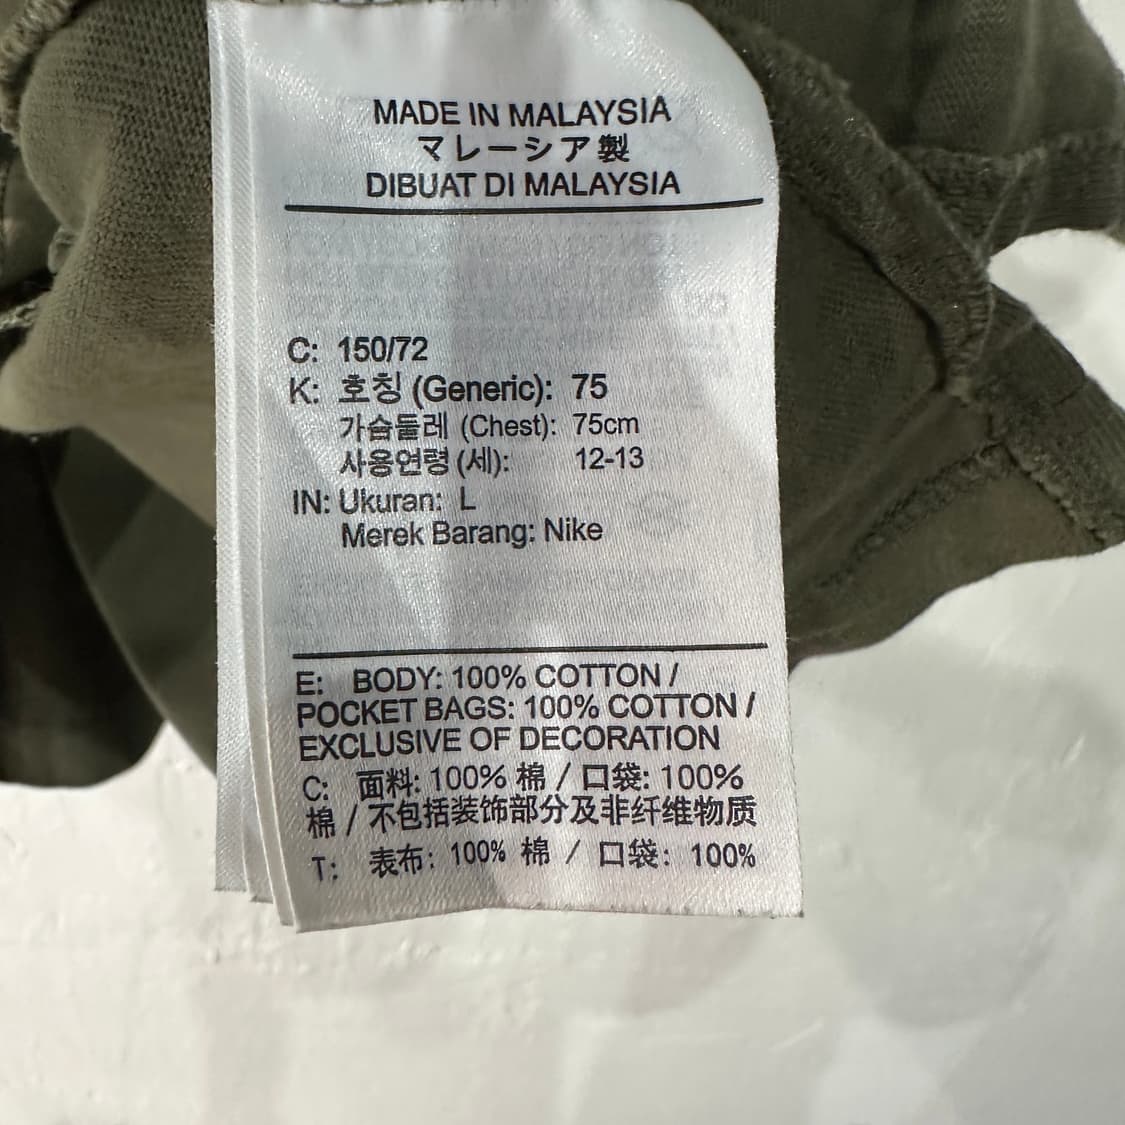 MADE IN MALAYSIA
マレーシア製
DIBUAT DI MALAYSIA
C: 150/72
K: 호칭 (Generic): 75
가슴둘레 (Chest): 75cm
사용연령 (세): 12-13
IN: Ukuran: L
Merek Barang: Nike
E: BODY: 100% COTTON /
POCKET BAGS: 100% COTTON /
EXCLUSIVE OF DECORATION
C: 面料: 100% 棉 / 口袋: 100%
棉 / 不包括装饰部分及非纤维物质
T: 表布: 100% 棉 / 口袋: 100%